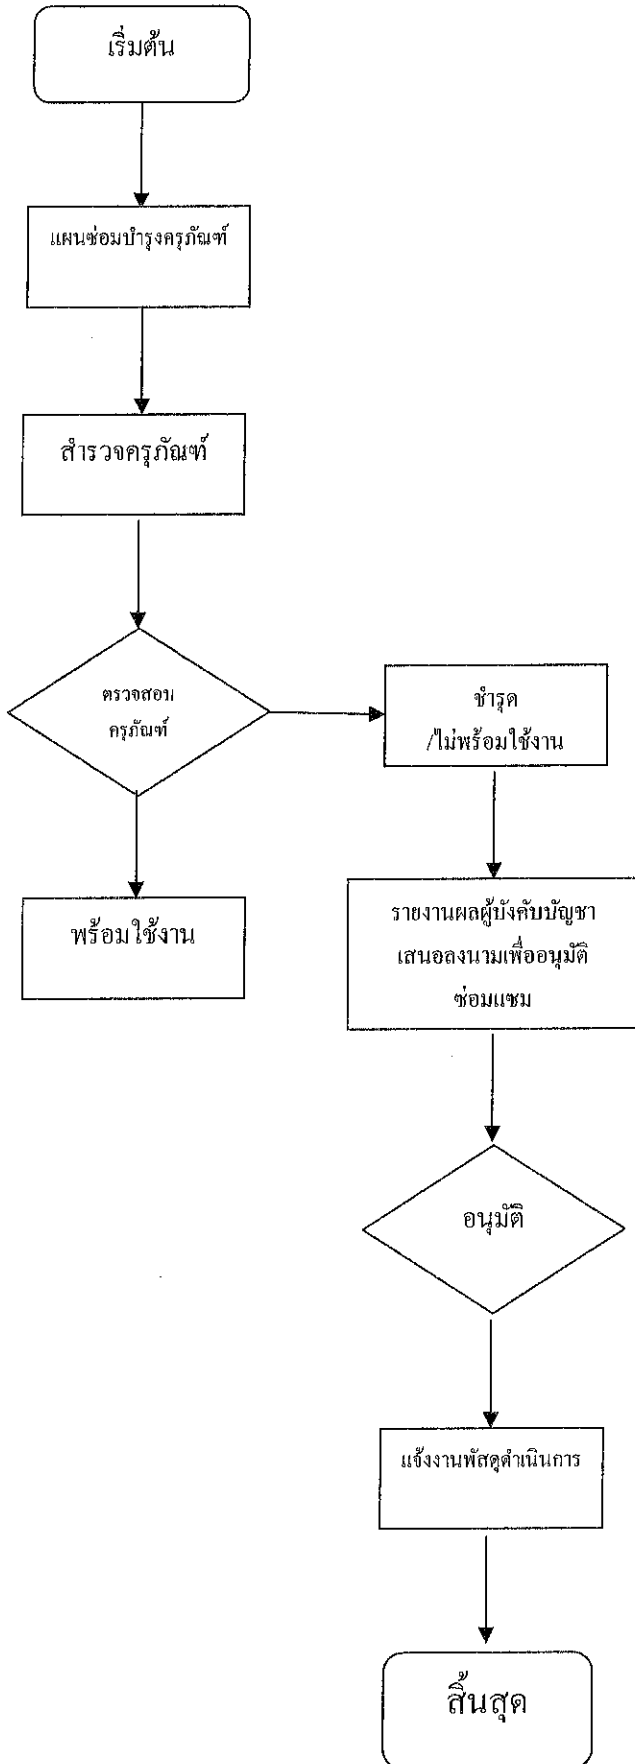 เริ่มต้น
แผนซ่อมบำรุงครุภัณฑ์
สำรวจครุภัณฑ์
ตรวจสอบ
ครุภัณฑ์
ชำรุด
/ไม่พร้อมใช้งาน
พร้อมใช้งาน
รายงานผลผู้บังคับบัญชา
เสนอลงนามเพื่ออนุมัติ
ซ่อมแซม
อนุมัติ
แจ้งงานพัสดุดำเนินการ
สิ้นสุด